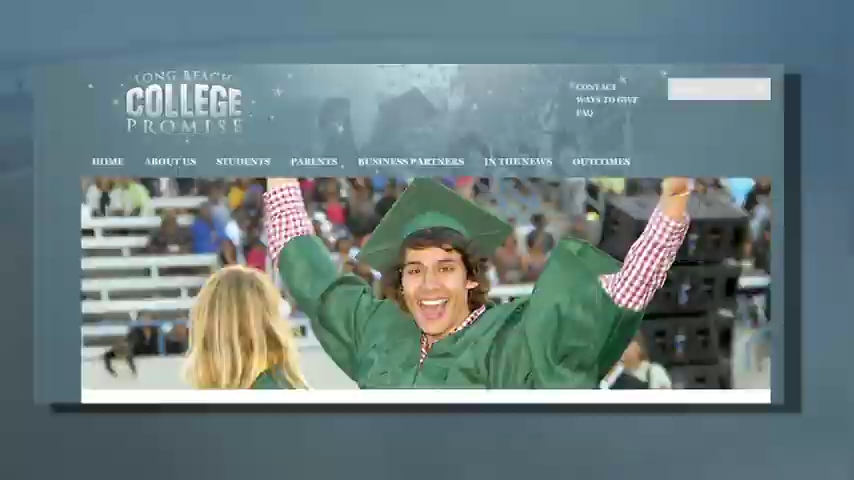 LONG BEACH
COLLEGE
PROMISE
CONTACT
WAYS TO GIVE
FAQ
HOME ABOUT US STUDENTS PARENTS BUSINESS PARTNERS IN THE NEWS OUTCOMES